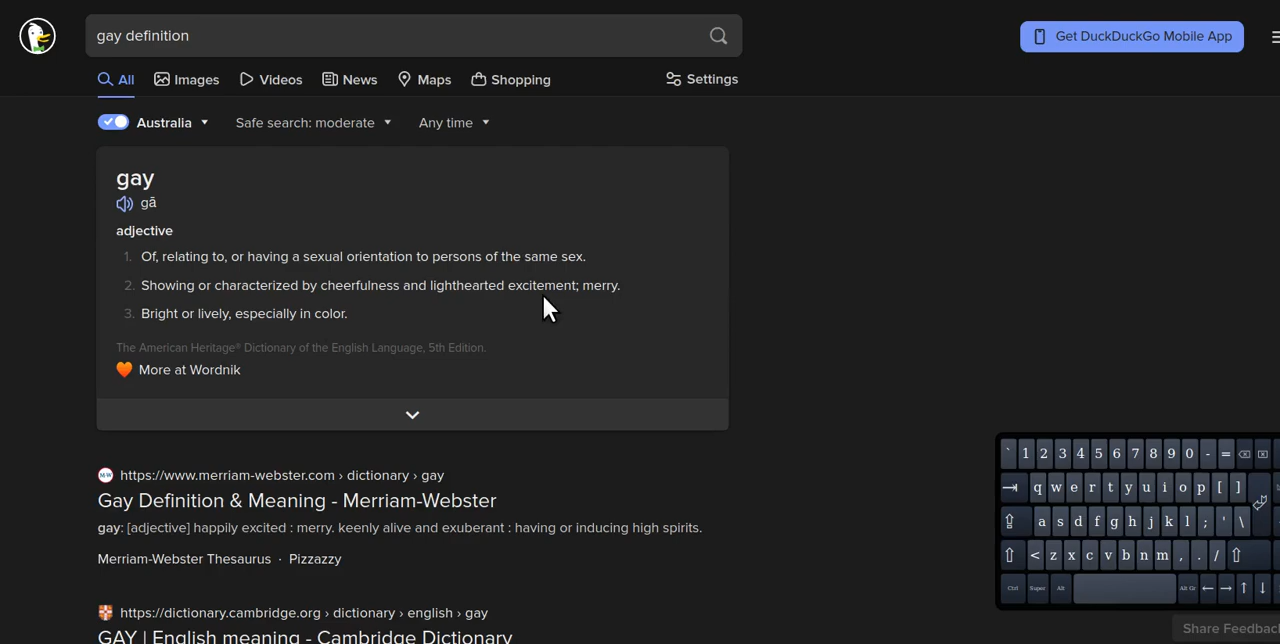 gay definition
Get DuckDuckGo Mobile App
All Images Videos News Maps Shopping Settings
Australia Safe search: moderate Any time
gay
gā
adjective
1. Of, relating to, or having a sexual orientation to persons of the same sex.
2. Showing or characterized by cheerfulness and lighthearted excitement; merry.
3. Bright or lively, especially in color.
The American Heritage® Dictionary of the English Language, 5th Edition.
More at Wordnik
https://www.merriam-webster.com › dictionary › gay
Gay Definition & Meaning - Merriam-Webster
gay: [adjective] happily excited : merry. keenly alive and exuberant : having or inducing high spirits.
Merriam-Webster Thesaurus · Pizzazzy
https://dictionary.cambridge.org › dictionary › english › gay
GAY | English meaning - Cambridge Dictionary
` 1 2 3 4 5 6 7 8 9 0 - =
q w e r t y u i o p [ ]
a s d f g h j k l ; ' \
< z x c v b n m , . /
Ctrl Super Alt Alt Gr
Share Feedbac